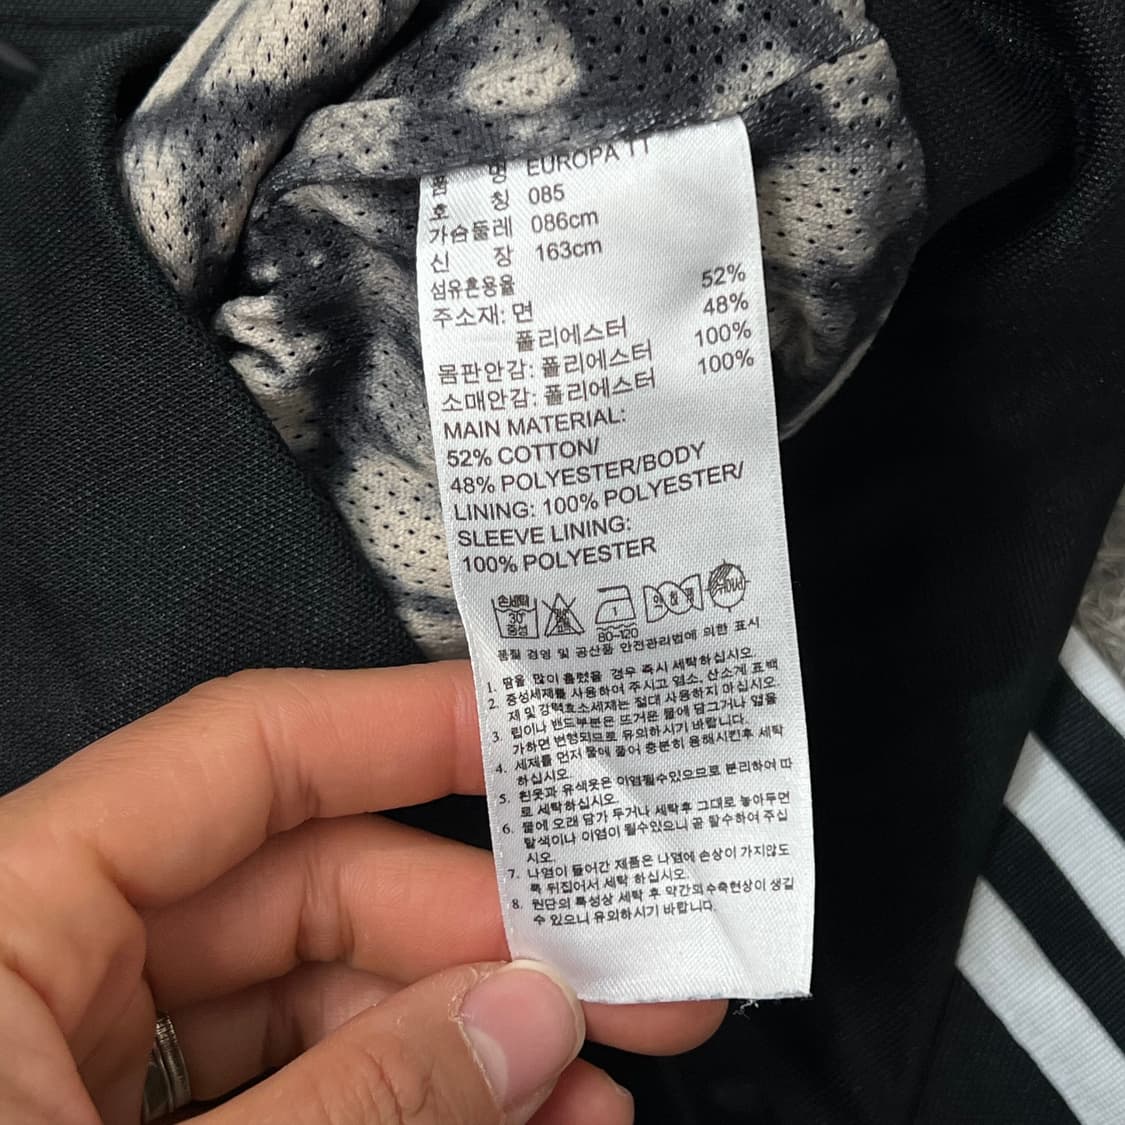 품 명 EUROPA TT
호 칭 085
가슴둘레 086cm
신 장 163cm
섬유혼용율
주소재: 면 52%
폴리에스터 48%
몸판안감: 폴리에스터 100%
소매안감: 폴리에스터 100%
MAIN MATERIAL:
52% COTTON/
48% POLYESTER/BODY
LINING: 100% POLYESTER/
SLEEVE LINING:
100% POLYESTER
손세탁
30°
중성
1
80~120
품질 경영 및 공산품 안전관리법에 의한 표시
1. 땀을 많이 흘렸을 경우 즉시 세탁하십시오.
2. 중성세제를 사용하여 주시고 염소, 산소계 표백
제 및 강력효소세제는 절대 사용하지 마십시오.
3. 립이나 밴드부분은 뜨거운 물에 담그거나 압을
가하면 변형되므로 유의하시기 바랍니다.
4. 세제를 먼저 물에 풀어 충분히 용해시킨후 세탁
하십시오.
5. 흰옷과 유색옷은 이염될수있으므로 분리하여 따
로 세탁하십시오.
6. 물에 오래 담가 두거나 세탁후 그대로 놓아두면
탈색이나 이염이 될수있으니 곧 탈수하여 주십
시오.
7. 나염이 들어간 제품은 나염에 손상이 가지않도
록 뒤집어서 세탁 하십시오.
8. 원단의 특성상 세탁 후 약간의 수축현상이 생길
수 있으니 유의하시기 바랍니다.